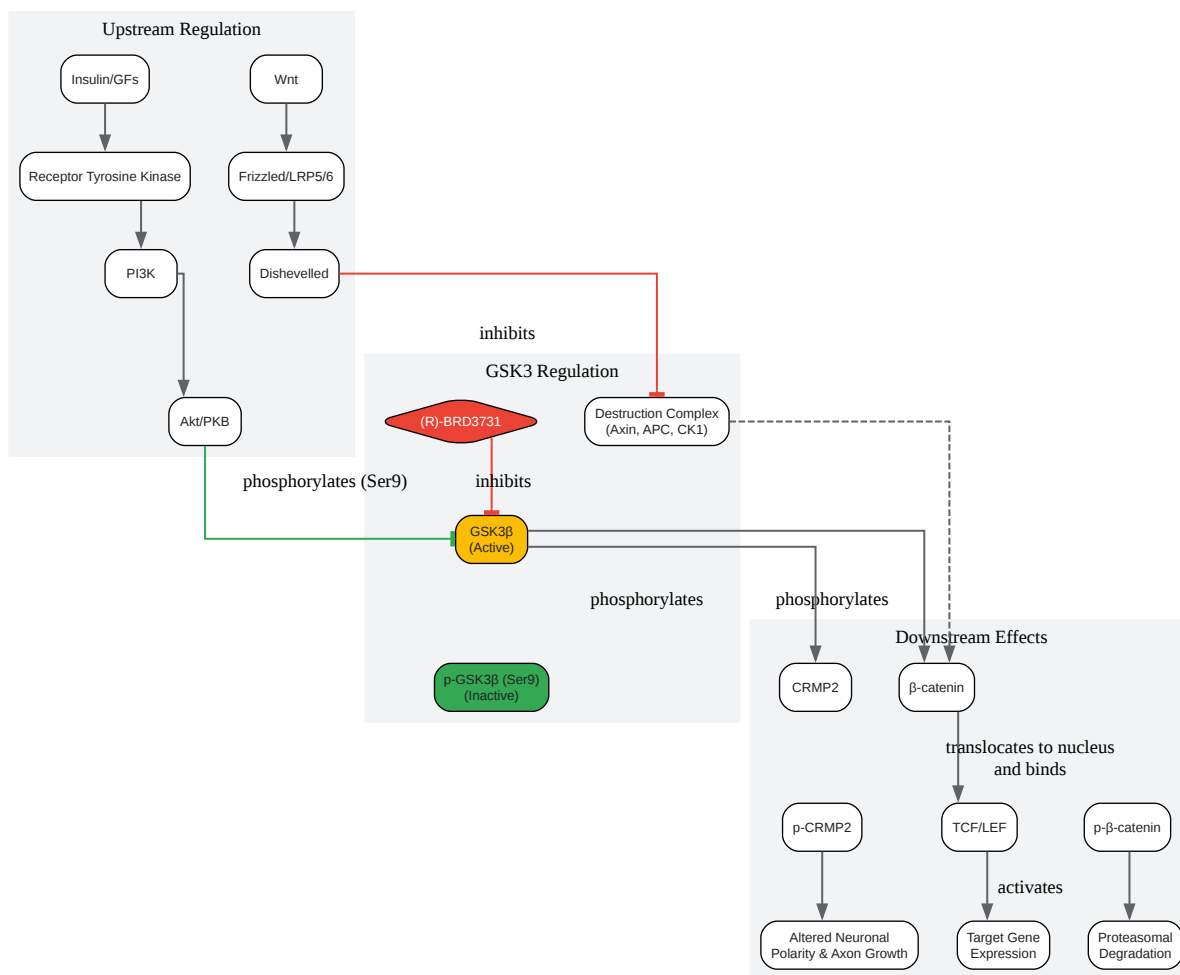 Upstream Regulation
Insulin/GFs
Wnt
Receptor Tyrosine Kinase
Frizzled/LRP5/6
PI3K
Dishevelled
inhibits
GSK3 Regulation
Akt/PKB
(R)-BRD3731
Destruction Complex
(Axin, APC, CK1)
phosphorylates (Ser9)
inhibits
GSK3β
(Active)
phosphorylates
phosphorylates
Downstream Effects
p-GSK3β (Ser9)
(Inactive)
CRMP2
β-catenin
translocates to nucleus
and binds
p-CRMP2
TCF/LEF
p-β-catenin
activates
Altered Neuronal
Polarity & Axon Growth
Target Gene
Expression
Proteasomal
Degradation